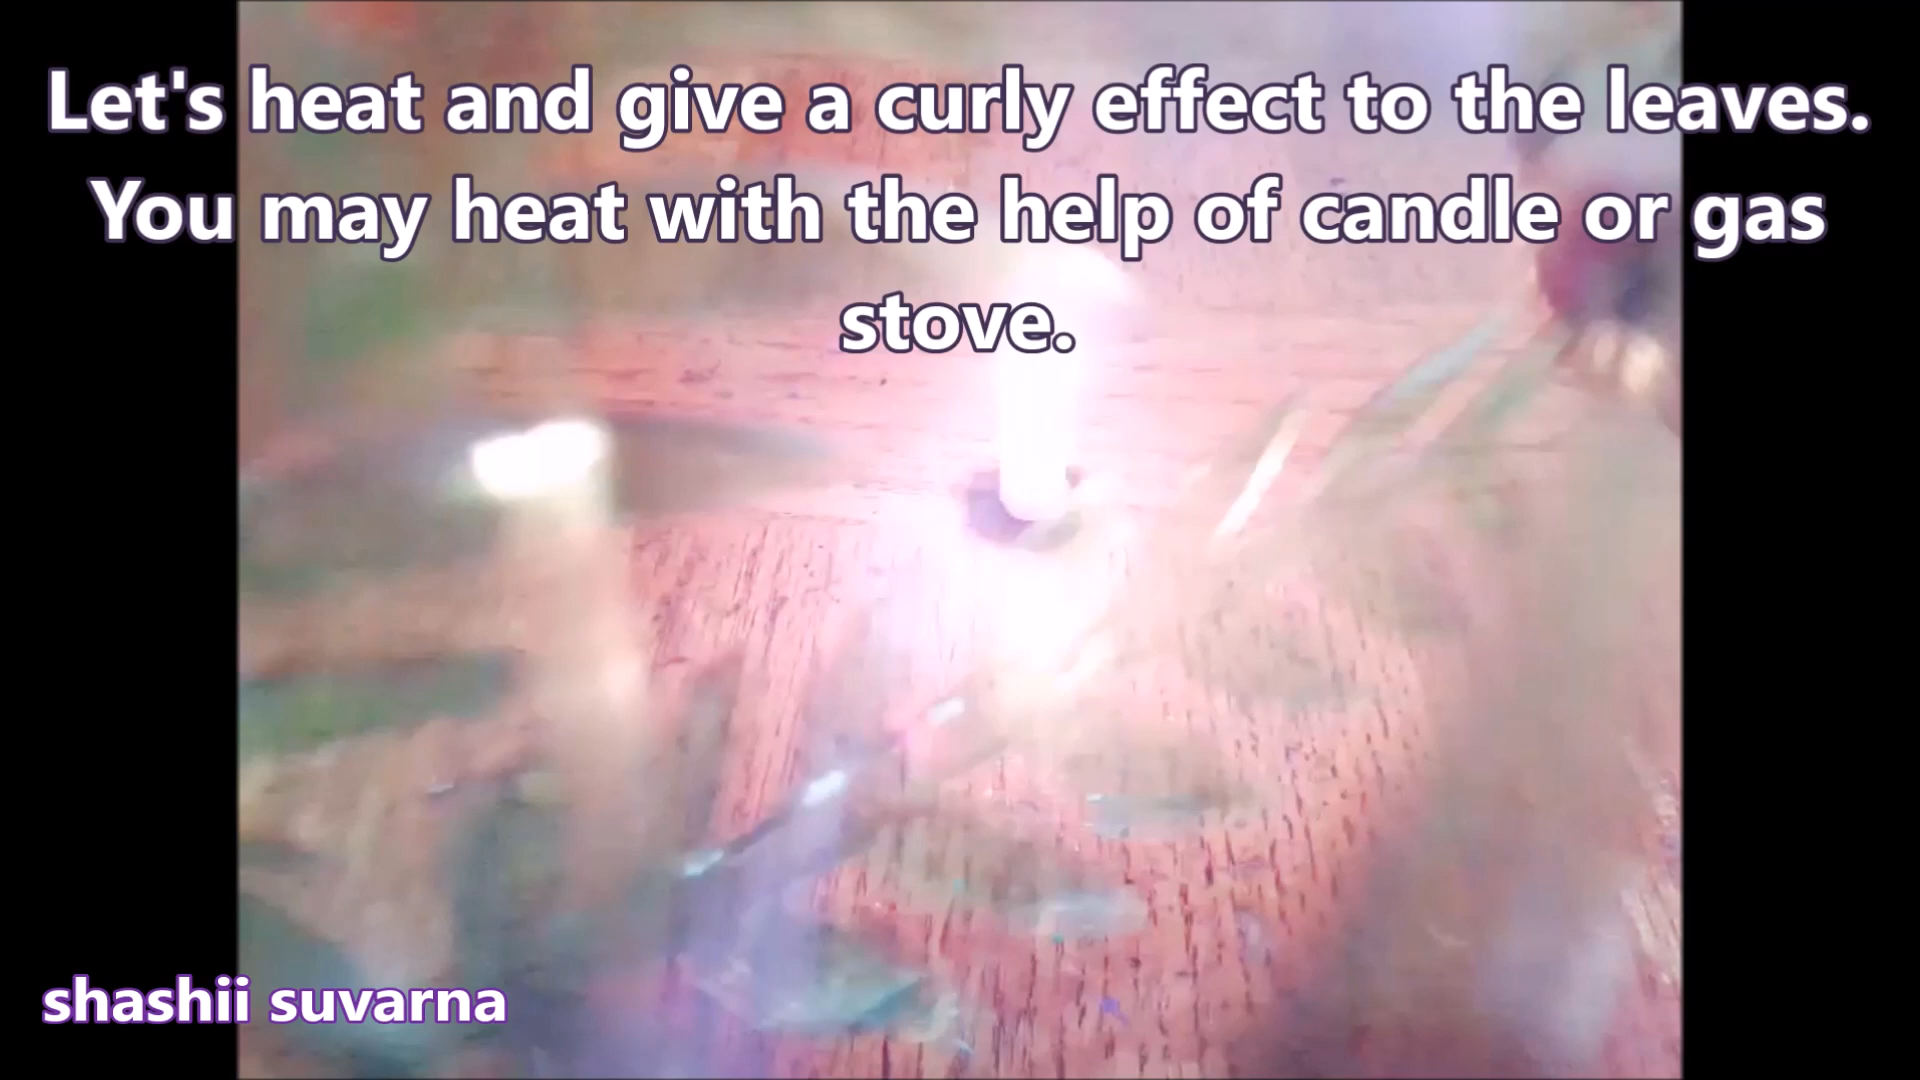 Let's heat and give a curly effect to the leaves.
You may heat with the help of candle or gas
stove.
shashii suvarna